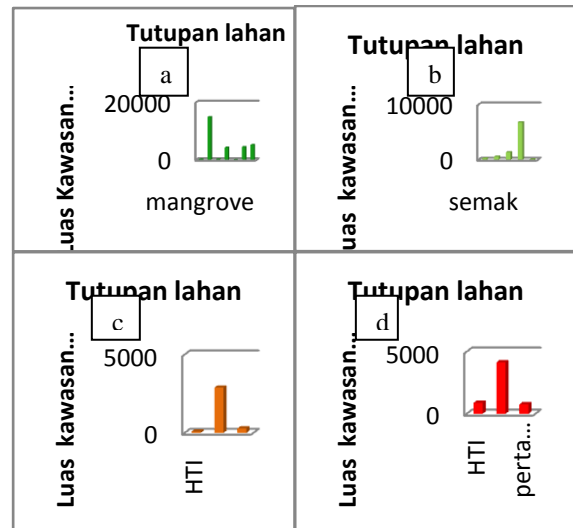 Tutupan lahan
a
Luas Kawasan...
20000
0
mangrove
Tutupan lahan
b
uas kawasan...
10000
0
semak
Tutupan lahan
c
Luas kawasan...
5000
0
HTI
Tutupan lahan
d
Luas kawasan...
5000
0
HTI
perta...